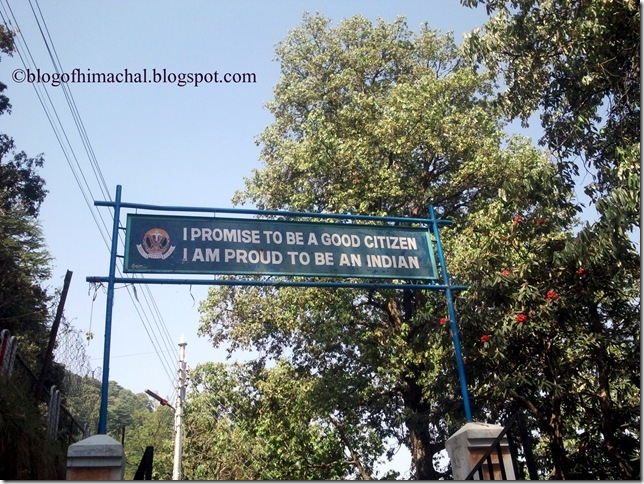 ©blogofhimachal.blogspot.com
I PROMISE TO BE A GOOD CITIZEN
I AM PROUD TO BE AN INDIAN